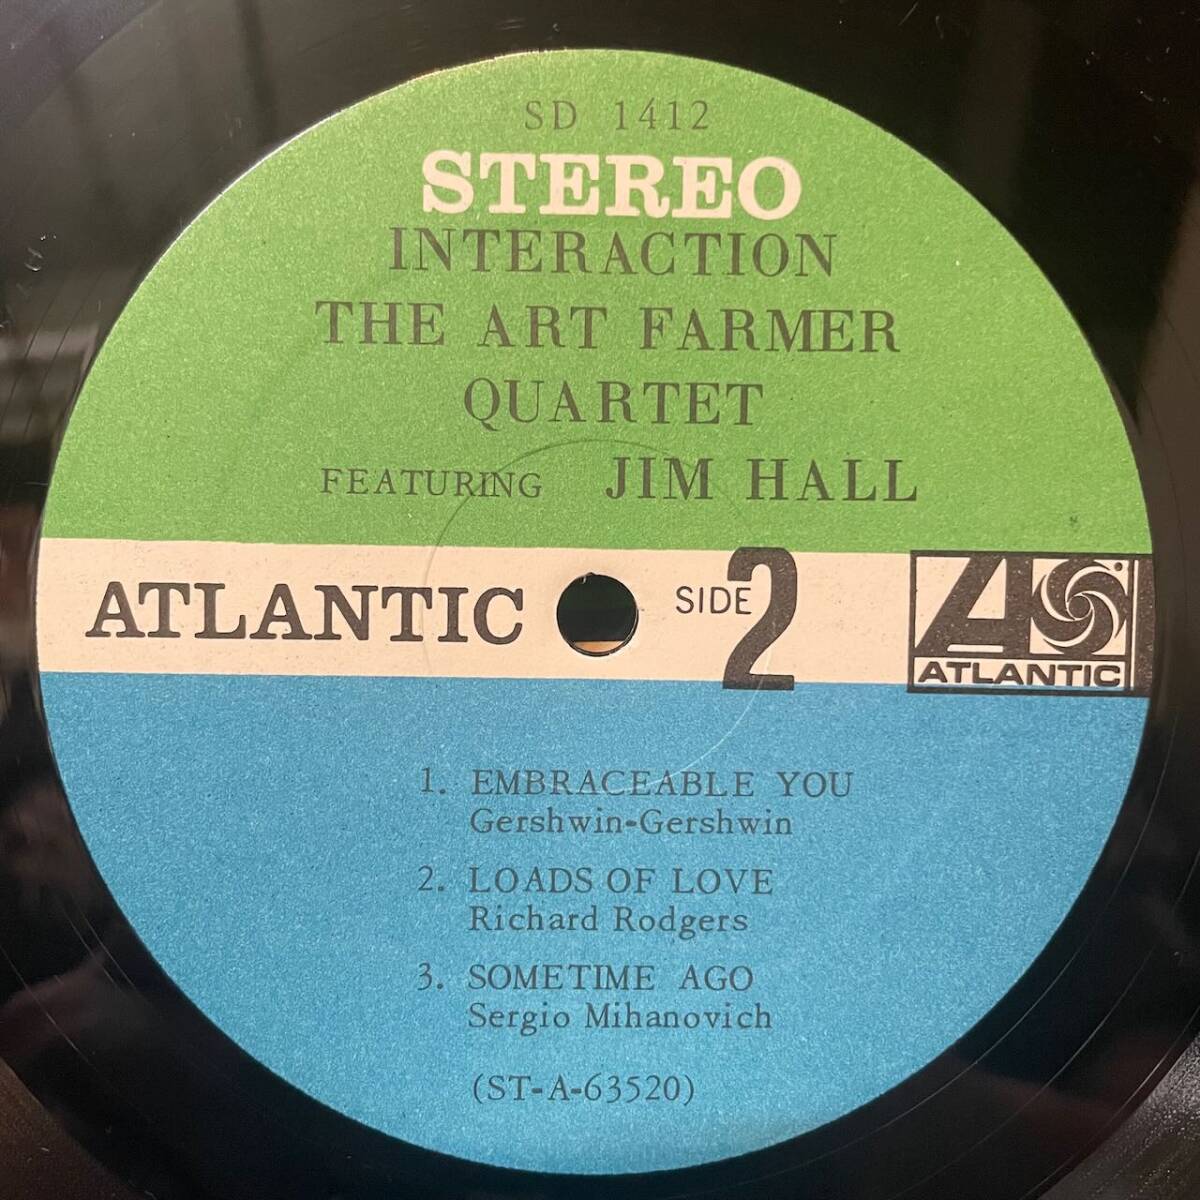 SD 1412
STEREO
INTERACTION
THE ART FARMER
QUARTET
FEATURING JIM HALL
ATLANTIC SIDE 2
ATLANTIC
1. EMBRACEABLE YOU
Gershwin-Gershwin
2. LOADS OF LOVE
Richard Rodgers
3. SOMETIME AGO
Sergio Mihanovich
(ST-A-63520)